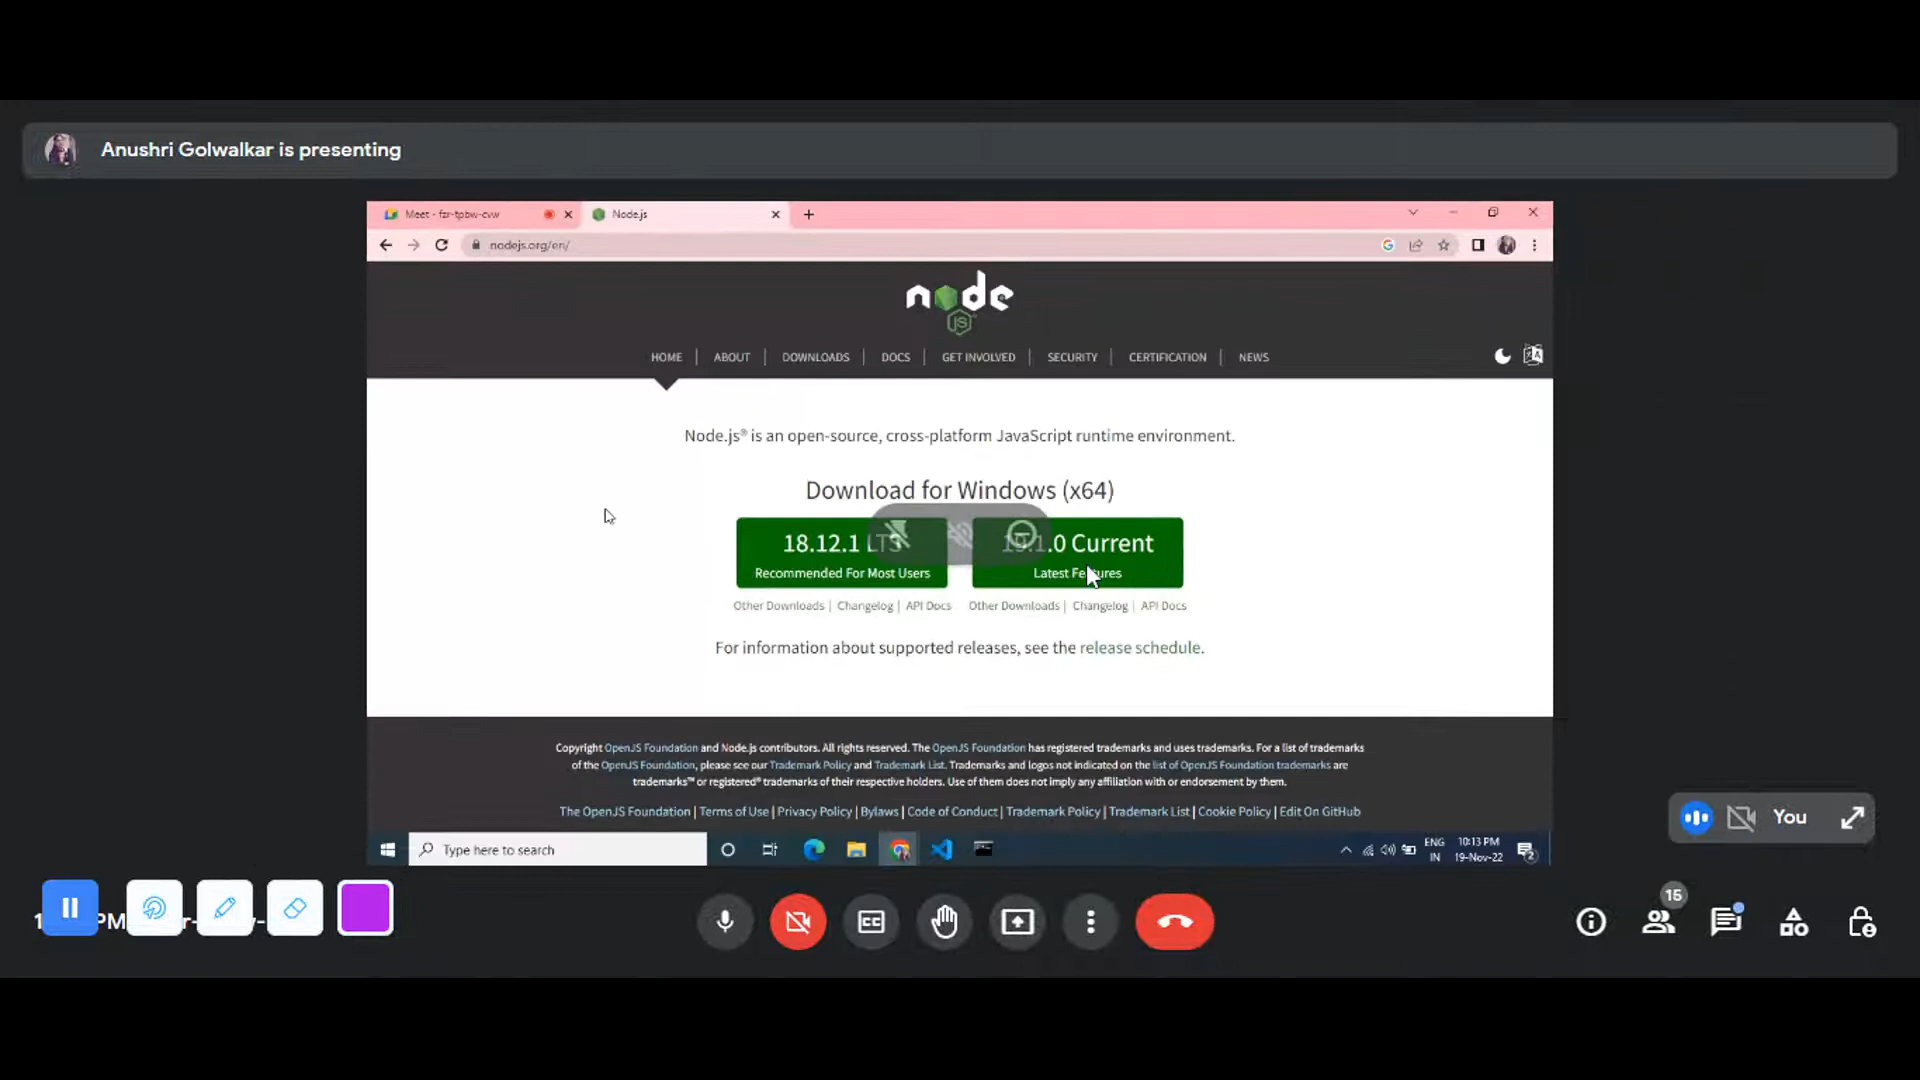 Anushri Golwalkar is presenting
Meet - fzr-tpbw-cvw
Node.js
nodejs.org/en/
node
JS
HOME | ABOUT | DOWNLOADS | DOCS | GET INVOLVED | SECURITY | CERTIFICATION | NEWS
Node.js® is an open-source, cross-platform JavaScript runtime environment.
Download for Windows (x64)
18.12.1 LTS
Recommended For Most Users
19.1.0 Current
Latest Features
Other Downloads | Changelog | API Docs
Other Downloads | Changelog | API Docs
For information about supported releases, see the release schedule.
Copyright OpenJS Foundation and Node.js contributors. All rights reserved. The OpenJS Foundation has registered trademarks and uses trademarks. For a list of trademarks
of the OpenJS Foundation, please see our Trademark Policy and Trademark List. Trademarks and logos not indicated on the list of OpenJS Foundation trademarks are
trademarks™ or registered® trademarks of their respective holders. Use of them does not imply any affiliation with or endorsement by them.
The OpenJS Foundation | Terms of Use | Privacy Policy | Bylaws | Code of Conduct | Trademark Policy | Trademark List | Cookie Policy | Edit On GitHub
You
Type here to search
ENG
IN
10:13 PM
19-Nov-22
2
CC
15
PM